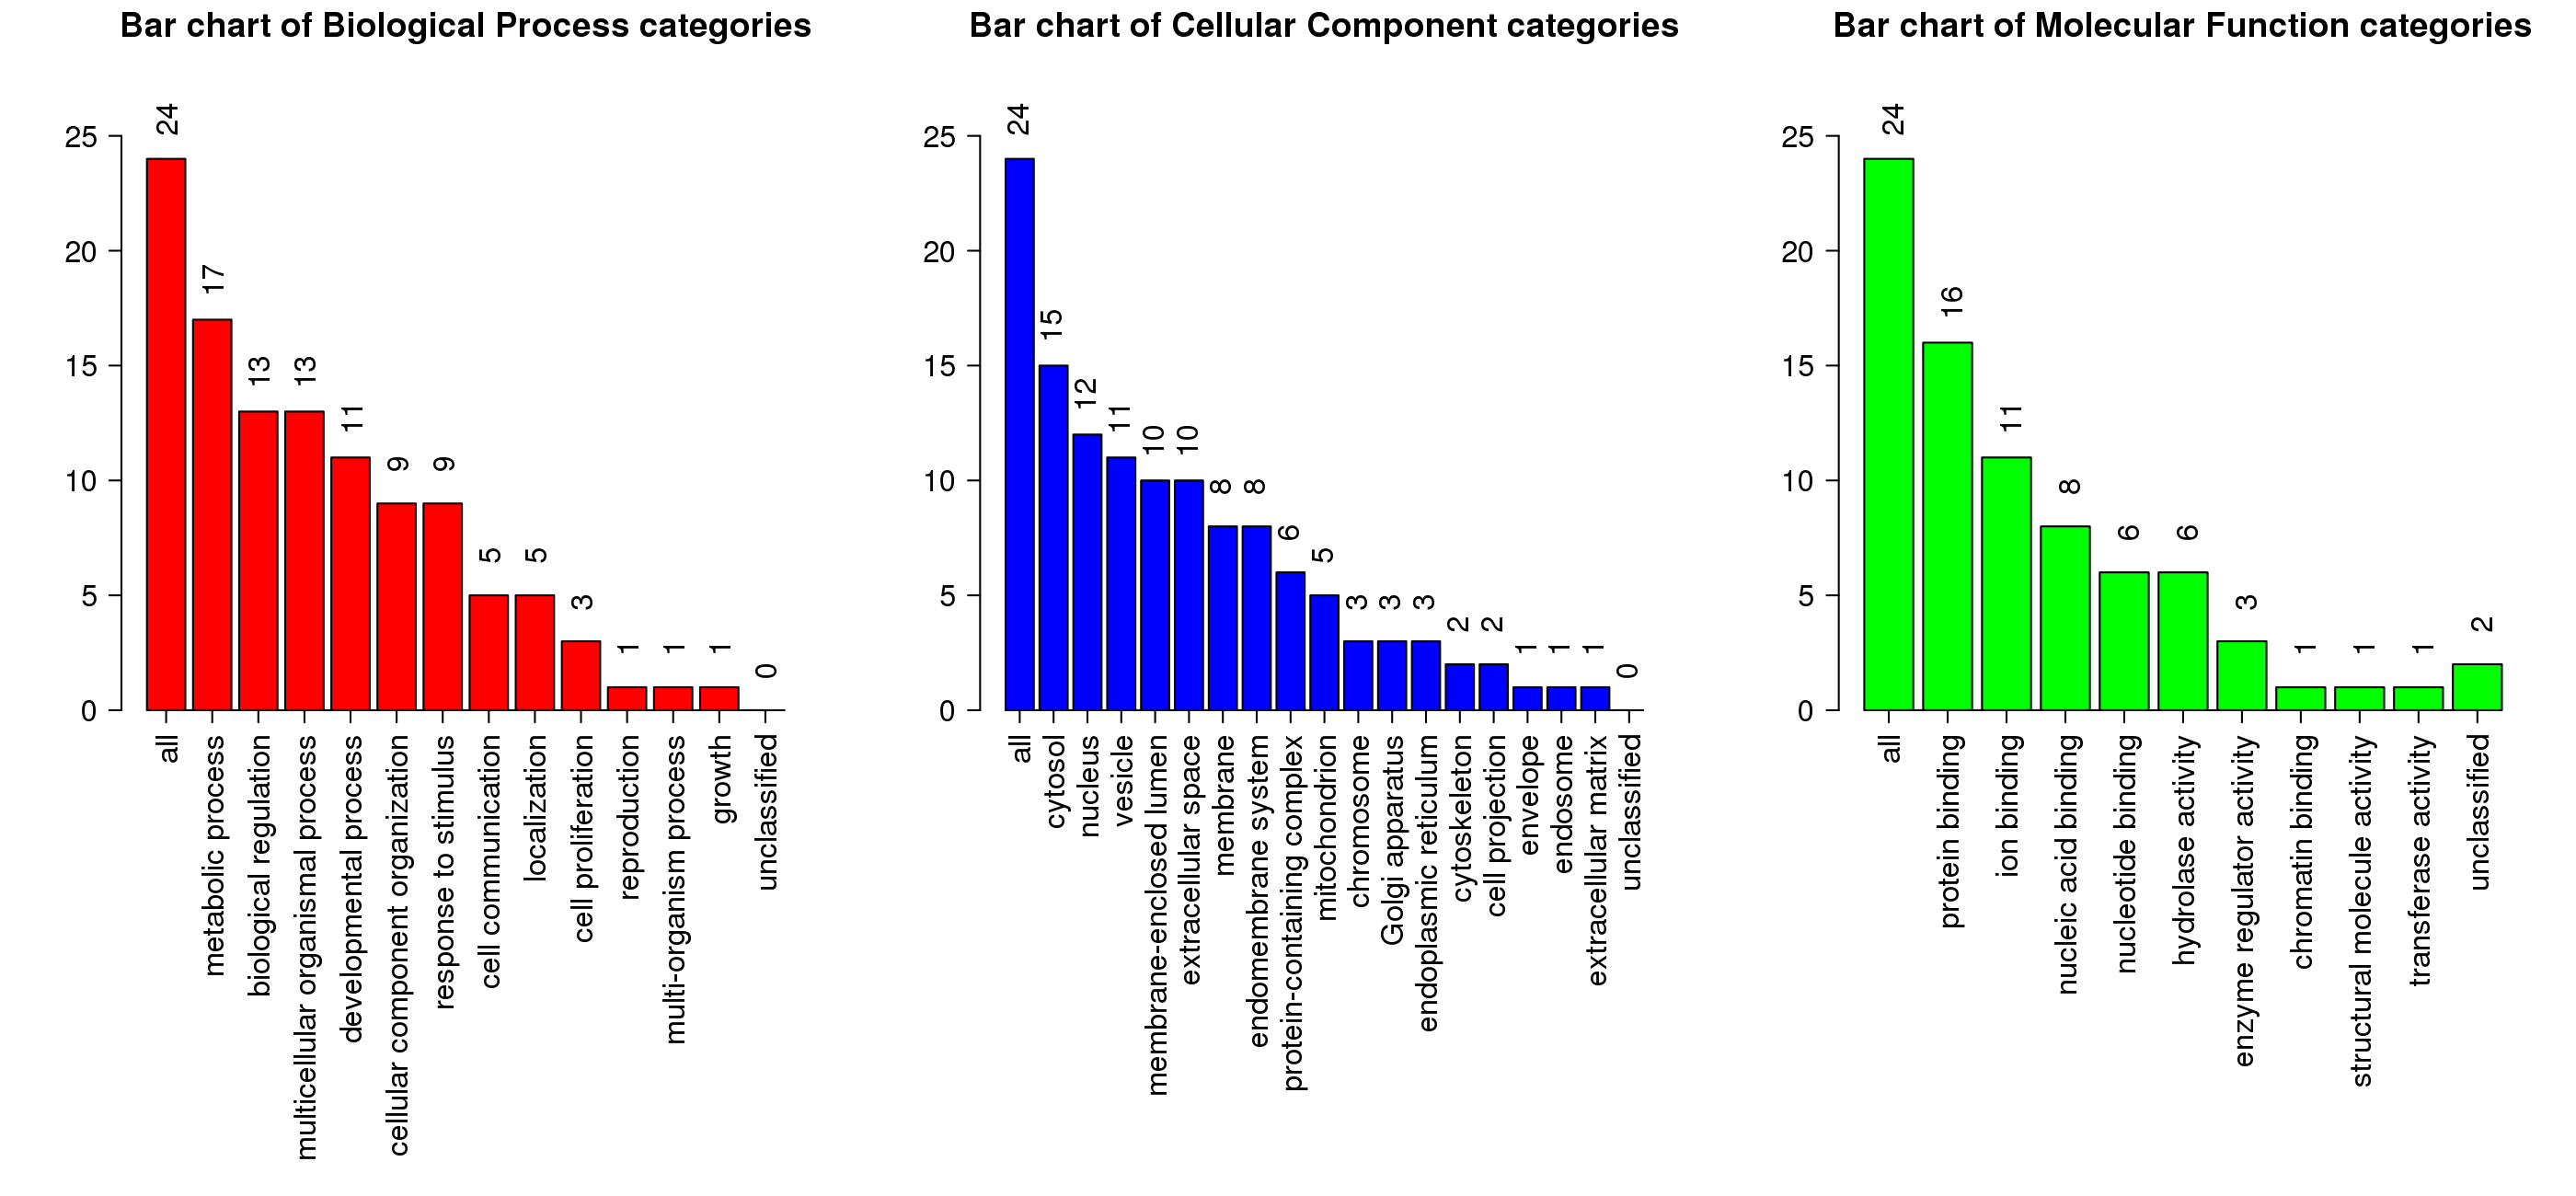 Bar chart of Biological Process categories
25
20
15
10
5
0
24
17
13
13
11
9
9
5
5
3
1
1
1
0
all
metabolic process
biological regulation
multicellular organismal process
developmental process
cellular component organization
response to stimulus
cell communication
localization
cell proliferation
reproduction
multi-organism process
growth
unclassified
Bar chart of Cellular Component categories
25
20
15
10
5
0
24
15
12
11
10
10
8
8
6
5
3
3
3
2
2
1
1
1
0
all
cytosol
nucleus
vesicle
membrane-enclosed lumen
extracellular space
membrane
endomembrane system
protein-containing complex
mitochondrion
chromosome
Golgi apparatus
endoplasmic reticulum
cytoskeleton
cell projection
envelope
endosome
extracellular matrix
unclassified
Bar chart of Molecular Function categories
25
20
15
10
5
0
24
16
11
8
6
6
3
1
1
1
2
all
protein binding
ion binding
nucleic acid binding
nucleotide binding
hydrolase activity
enzyme regulator activity
chromatin binding
structural molecule activity
transferase activity
unclassified